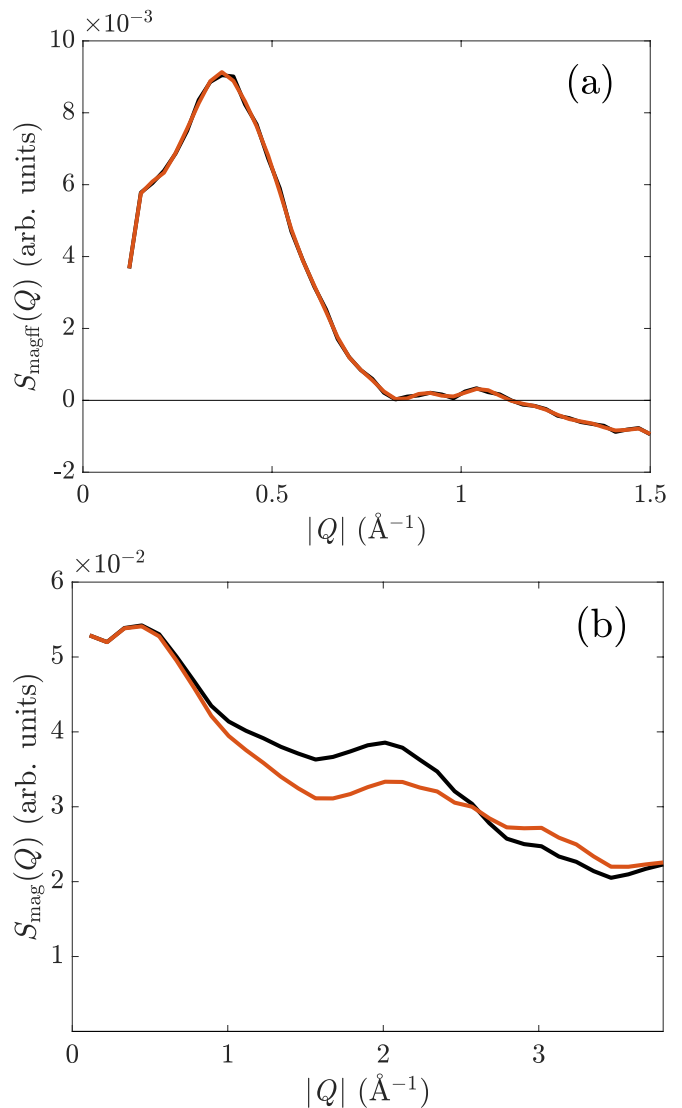 ×10⁻³
(a)
10
8
6
4
2
0
-2
0 0.5 1 1.5
S_magff(Q) (arb. units)
|Q| (Å⁻¹)
×10⁻²
(b)
6
5
4
3
2
1
0 1 2 3
S_mag(Q) (arb. units)
|Q| (Å⁻¹)